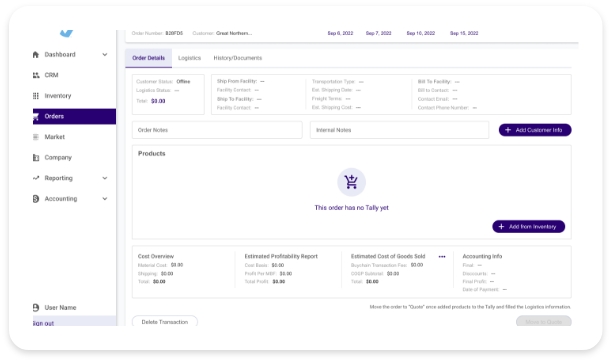 Order Number: B28FDS Customer: Great Northern... Sep 6, 2022 Sep 7, 2022 Sep 10, 2022 Sep 15, 2022
Dashboard
CRM
Inventory
Orders
Market
Company
Reporting
Accounting
User Name
Sign out
Order Details Logistics History/Documents
Customer Status: Offline
Logistics Status: --
Total: $0.00
Ship From Facility: --
Facility Contact: --
Ship To Facility: --
Facility Contact: --
Transportation Type: --
Est. Shipping Date: --
Freight Terms: --
Est. Shipping Cost: --
Bill To Facility: --
Bill to Contact: --
Contact Email: --
Contact Phone Number: --
Order Notes
Internal Notes
+ Add Customer Info
Products
This order has no Tally yet
+ Add from Inventory
Cost Overview
Material Cost: $0.00
Shipping: $0.00
Total: $0.00
Estimated Profitability Report
Cost Basis: $0.00
Profit Per MBF: $0.00
Total Profit: $0.00
Estimated Cost of Goods Sold •••
Buychain Transaction Fee: $0.00
COGP Subtotal: $0.00
Total: $0.00
Accounting Info
Final: --
Discounts: --
Final Profit: --
Date of Payment: --
Move the order to "Quote" once added products to the Tally and filled the Logistics information.
Delete Transaction
Move to Quote